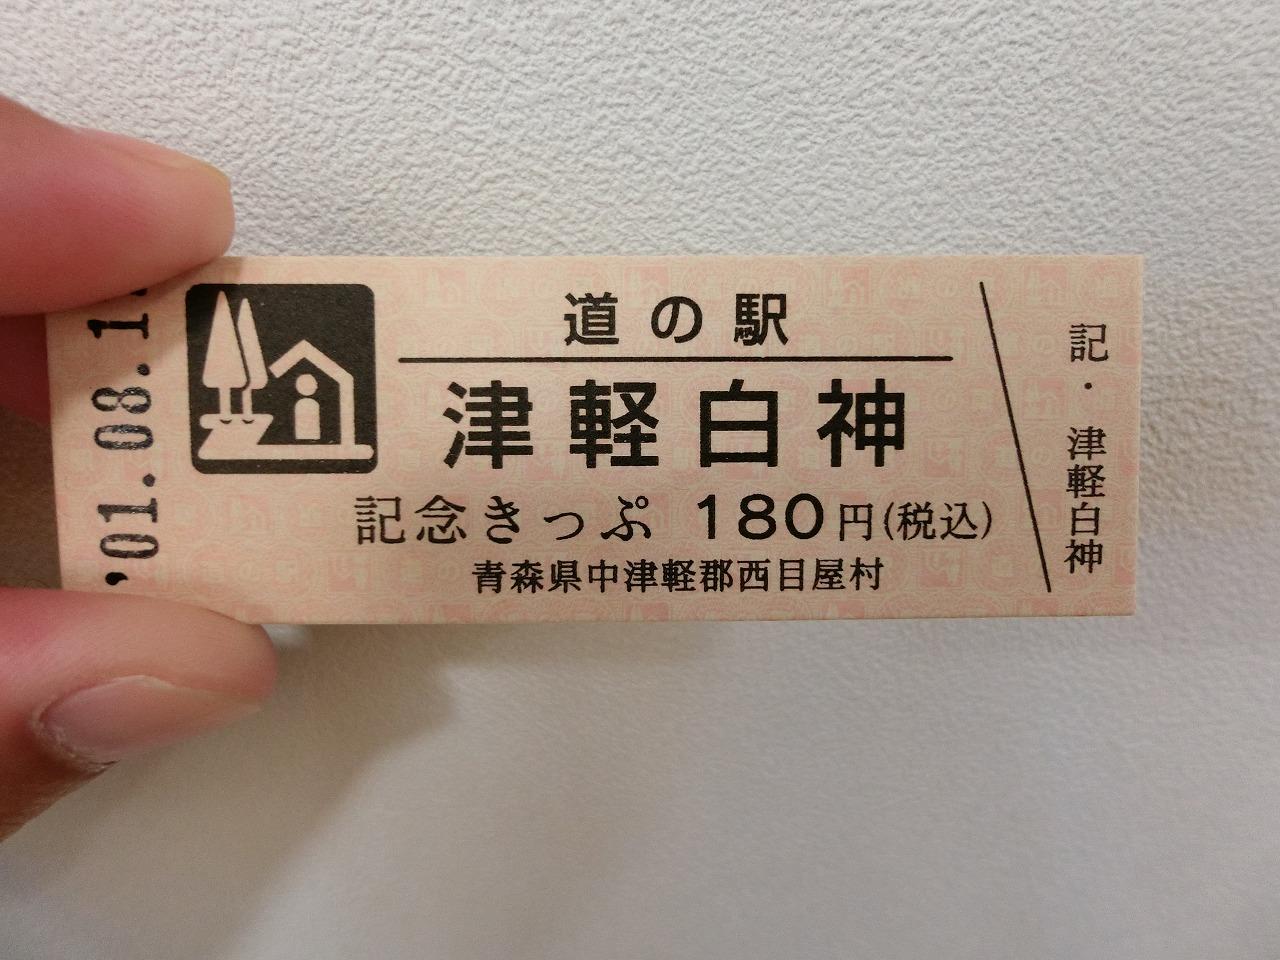 '01.08.1
道の駅
津軽白神
記念きっぷ 180円(税込)
青森県中津軽郡西目屋村
記・津軽白神